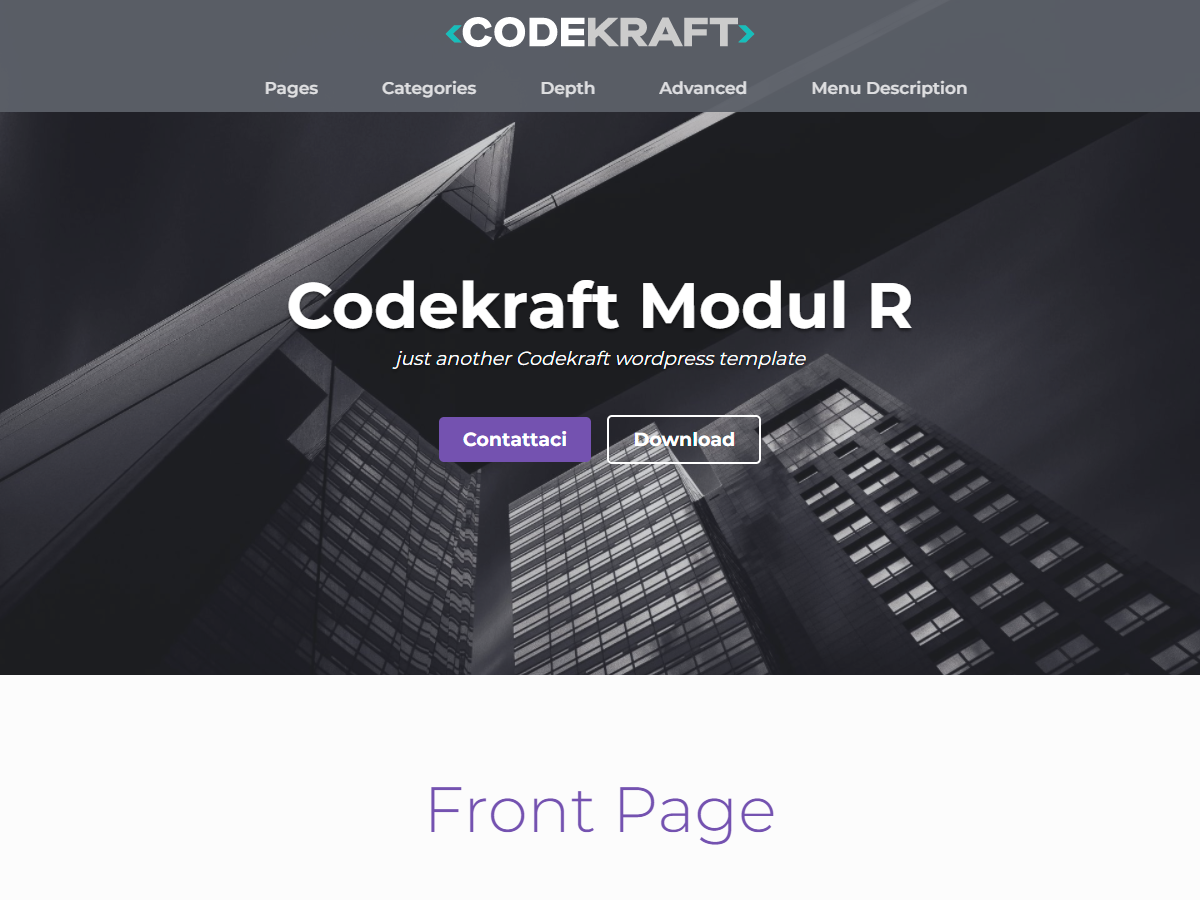 <CODEKRAFT>
Pages Categories Depth Advanced Menu Description
Codekraft Modul R
just another Codekraft wordpress template
Contattaci Download
Front Page